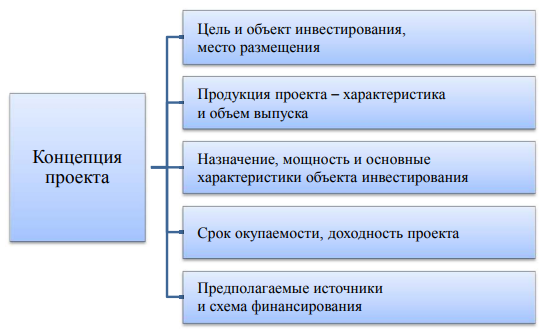 Концепция
проекта
Цель и объект инвестирования,
место размещения
Продукция проекта – характеристика
и объем выпуска
Назначение, мощность и основные
характеристики объекта инвестирования
Срок окупаемости, доходность проекта
Предполагаемые источники
и схема финансирования